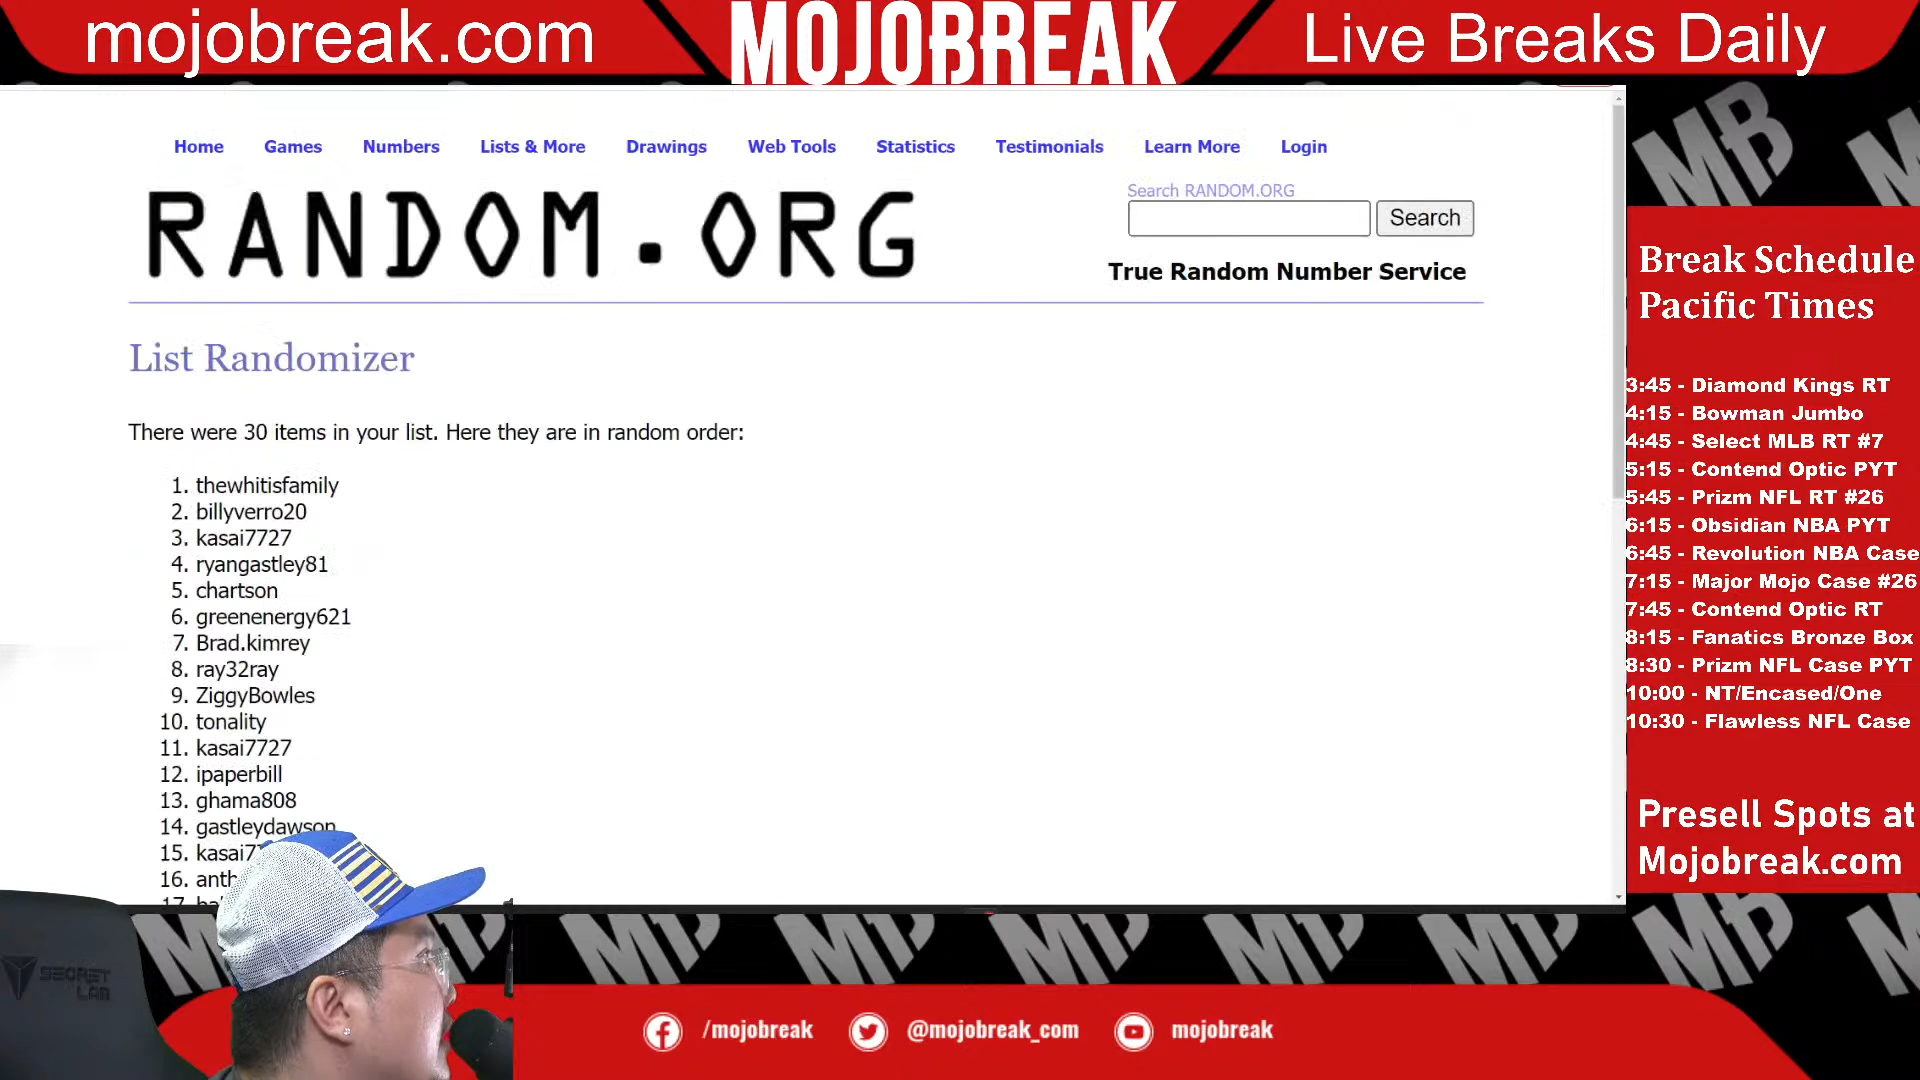 mojobreak.com
MOJOBREAK
Live Breaks Daily
Home Games Numbers Lists & More Drawings Web Tools Statistics Testimonials Learn More Login
RANDOM.ORG
Search RANDOM.ORG
Search
True Random Number Service
List Randomizer
There were 30 items in your list. Here they are in random order:
1. thewhitisfamily
2. billyverro20
3. kasai7727
4. ryangastley81
5. chartson
6. greenenergy621
7. Brad.kimrey
8. ray32ray
9. ZiggyBowles
10. tonality
11. kasai7727
12. ipaperbill
13. ghama808
14. gastleydawson
15.
16.
17.
Break Schedule
Pacific Times
3:45 - Diamond Kings RT
4:15 - Bowman Jumbo
4:45 - Select MLB RT #7
5:15 - Contend Optic PYT
5:45 - Prizm NFL RT #26
6:15 - Obsidian NBA PYT
6:45 - Revolution NBA Case
7:15 - Major Mojo Case #26
7:45 - Contend Optic RT
8:15 - Fanatics Bronze Box
8:30 - Prizm NFL Case PYT
10:00 - NT/Encased/One
10:30 - Flawless NFL Case
Presell Spots at
Mojobreak.com
MB
SECRET
LAB
/mojobreak
@mojobreak_com
mojobreak